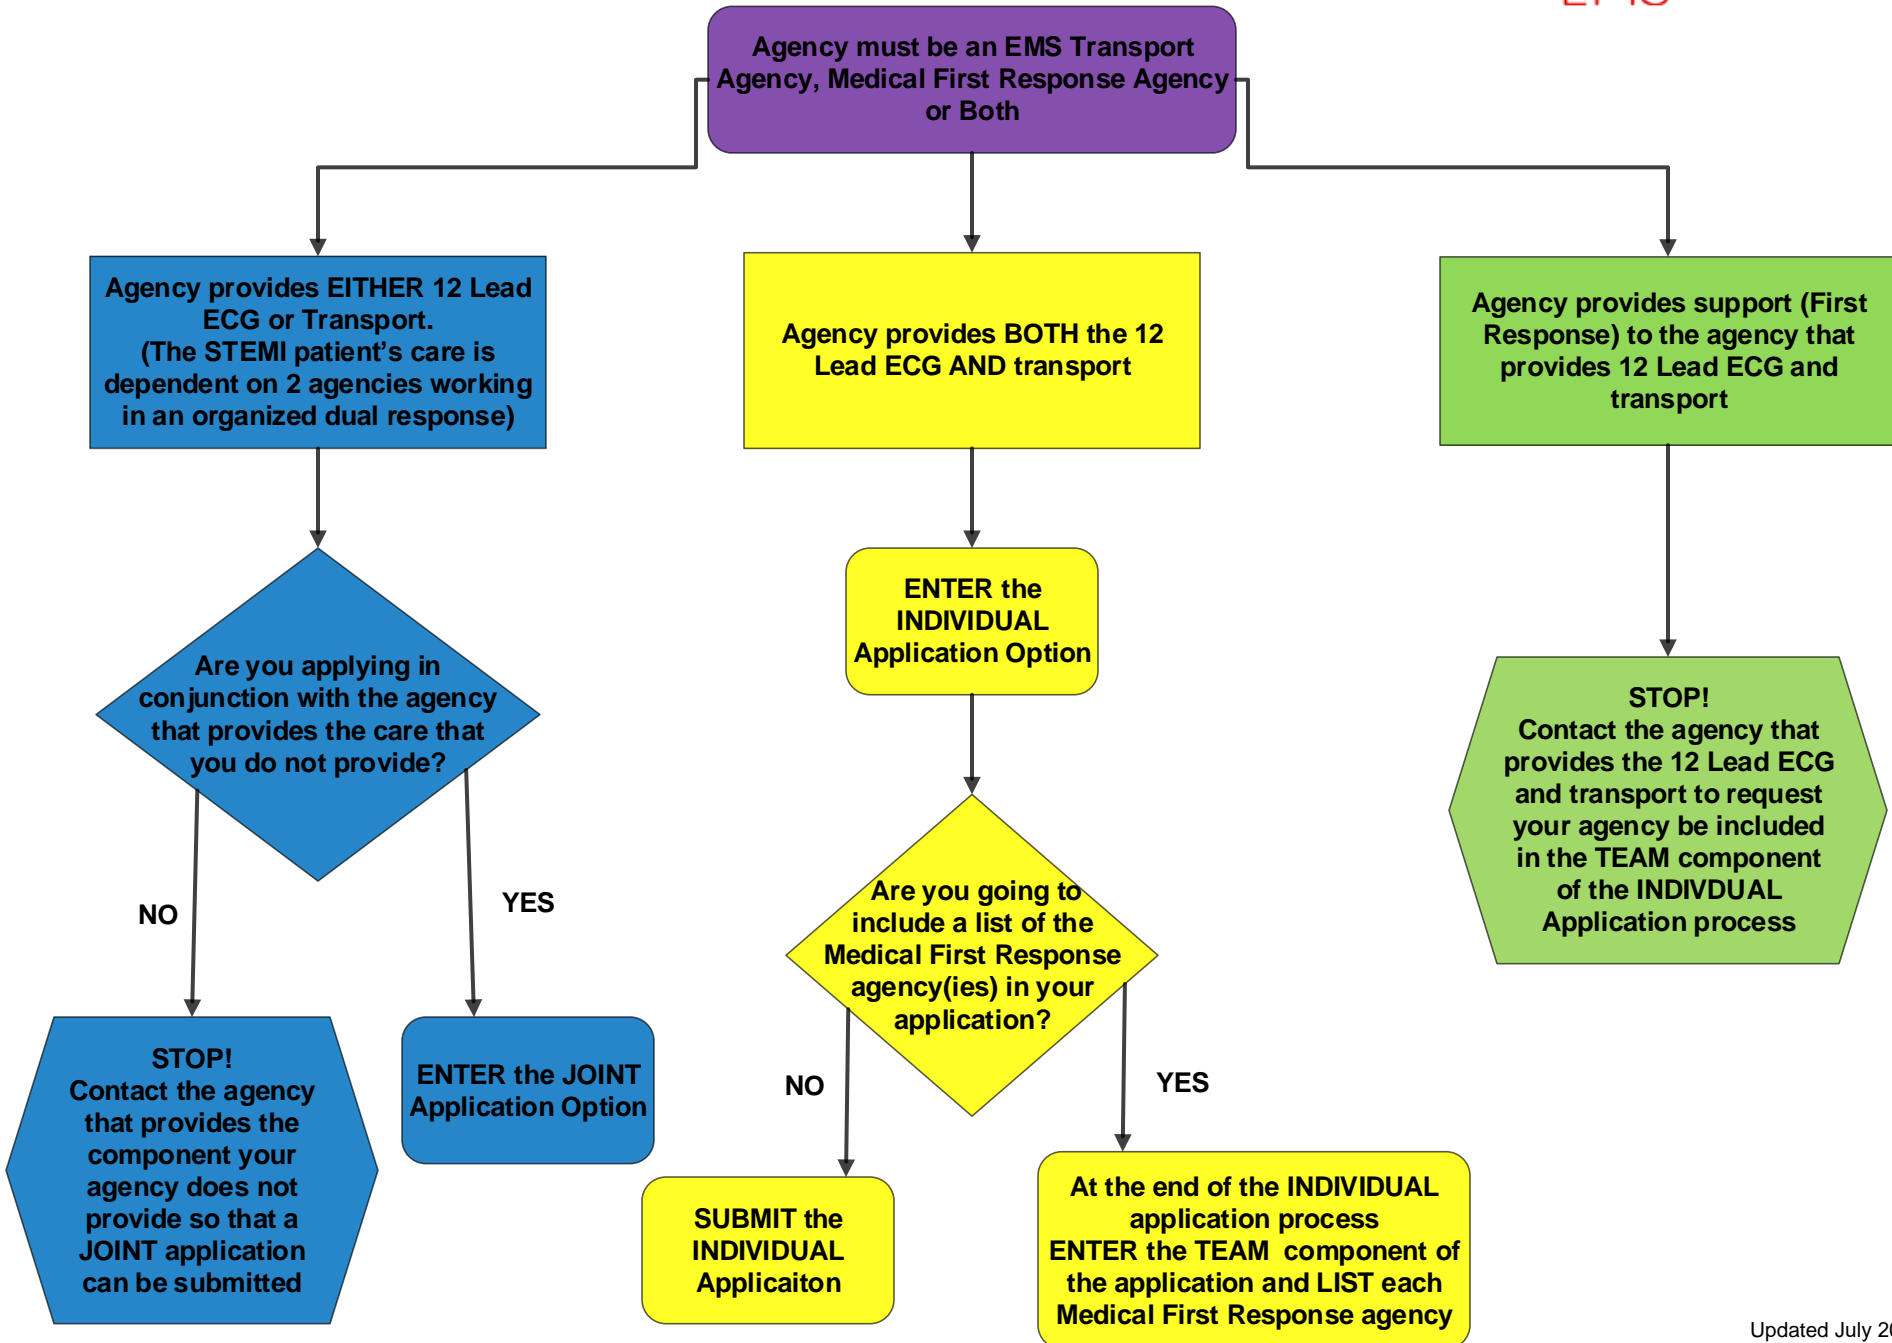 Agency must be an EMS Transport
Agency, Medical First Response Agency
or Both
Agency provides EITHER 12 Lead
ECG or Transport.
(The STEMI patient's care is
dependent on 2 agencies working
in an organized dual response)
Agency provides BOTH the 12
Lead ECG AND transport
Agency provides support (First
Response) to the agency that
provides 12 Lead ECG and
transport
Are you applying in
conjunction with the agency
that provides the care that
you do not provide?
ENTER the
INDIVIDUAL
Application Option
STOP!
Contact the agency that
provides the 12 Lead ECG
and transport to request
your agency be included
in the TEAM component
of the INDIVDUAL
Application process
NO
YES
Are you going to
include a list of the
Medical First Response
agency(ies) in your
application?
STOP!
Contact the agency
that provides the
component your
agency does not
provide so that a
JOINT application
can be submitted
ENTER the JOINT
Application Option
NO
YES
SUBMIT the
INDIVIDUAL
Applicaiton
At the end of the INDIVIDUAL
application process
ENTER the TEAM component of
the application and LIST each
Medical First Response agency
Updated July